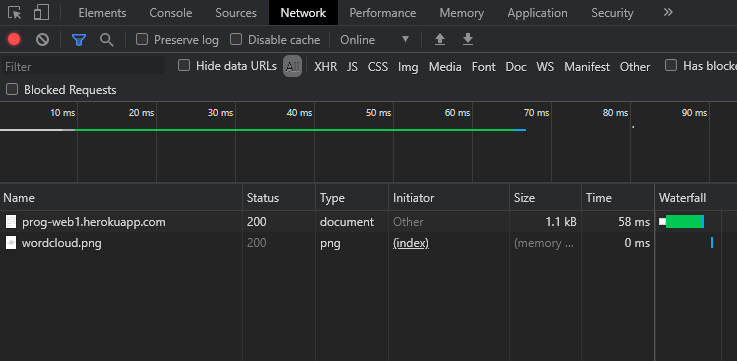 Elements Console Sources Network Performance Memory Application Security »
Preserve log Disable cache Online
Filter Hide data URLs All XHR JS CSS Img Media Font Doc WS Manifest Other Has blocke
Blocked Requests
10 ms 20 ms 30 ms 40 ms 50 ms 60 ms 70 ms 80 ms 90 ms
Name Status Type Initiator Size Time Waterfall
prog-web1.herokuapp.com 200 document Other 1.1 kB 58 ms
wordcloud.png 200 png (index) (memory ... 0 ms